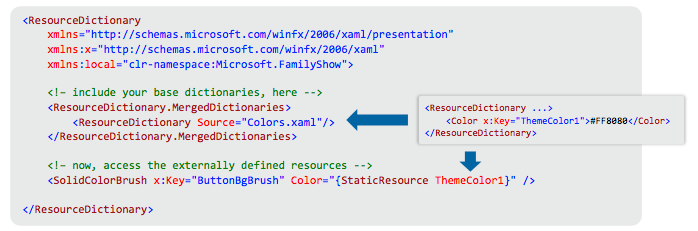 <ResourceDictionary
xmlns="http://schemas.microsoft.com/winfx/2006/xaml/presentation"
xmlns:x="http://schemas.microsoft.com/winfx/2006/xaml"
xmlns:local="clr-namespace:Microsoft.FamilyShow">
<!– include your base dictionaries, here -->
<ResourceDictionary.MergedDictionaries>
<ResourceDictionary Source="Colors.xaml"/>
</ResourceDictionary.MergedDictionaries>
<!– now, access the externally defined resources -->
<SolidColorBrush x:Key="ButtonBgBrush" Color="{StaticResource ThemeColor1}" />
</ResourceDictionary>
<ResourceDictionary ...>
<Color x:Key="ThemeColor1">#FF8080</Color>
</ResourceDictionary>